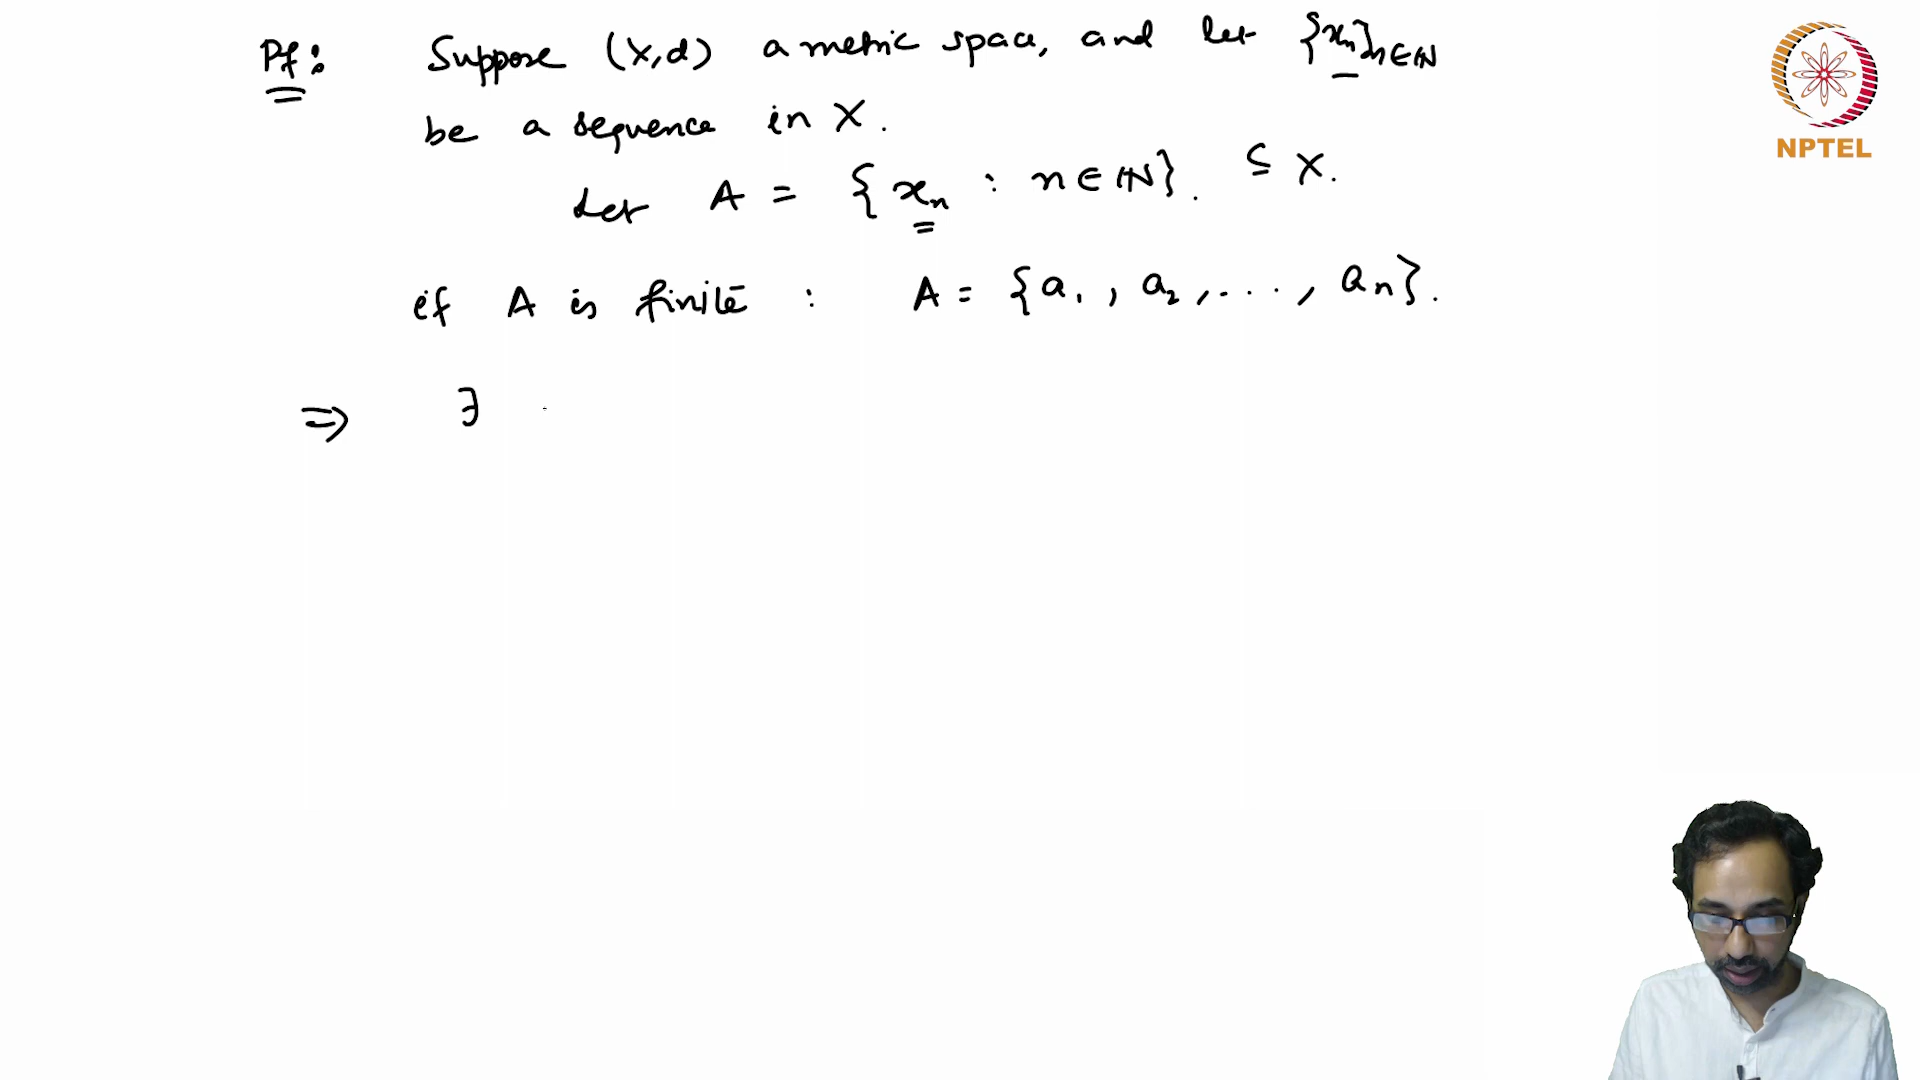 Pf: Suppose (X,d) a metric space, and let {xn}n∈ℕ
be a sequence in X.
Let A = {xn : n∈ℕ}. ⊆ X.
if A is finite : A = {a1, a2, ..., an}.
⇒ ∃
NPTEL